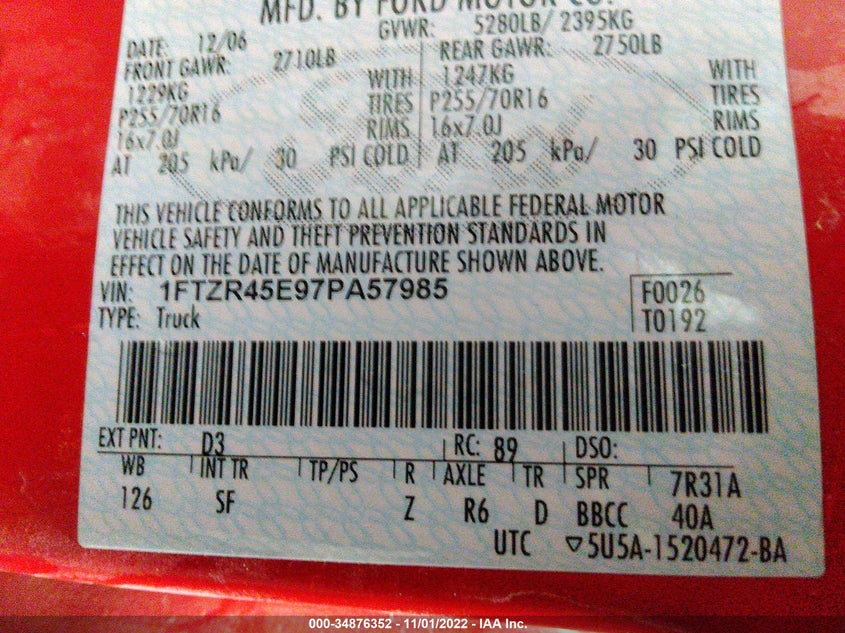 MFD. BY FORD MOTOR CO.
DATE: 12/06 GVWR: 5280LB/ 2395KG
FRONT GAWR: 2710LB REAR GAWR: 2750LB
1229KG WITH 1247KG WITH
P255/70R16 TIRES P255/70R16 TIRES
16x7.0J RIMS 16x7.0J RIMS
AT 205 kPa/ 30 PSI COLD AT 205 kPa/ 30 PSI COLD
THIS VEHICLE CONFORMS TO ALL APPLICABLE FEDERAL MOTOR
VEHICLE SAFETY AND THEFT PREVENTION STANDARDS IN
EFFECT ON THE DATE OF MANUFACTURE SHOWN ABOVE.
VIN: 1FTZR45E97PA57985 F0026
TYPE: Truck T0192
EXT PNT: D3 RC: 89 DSO:
WB INT TR TP/PS R AXLE TR SPR 7R31A
126 SF Z R6 D BBCC 40A
UTC ▽5U5A-1520472-BA
000-34876352 - 11/01/2022 - IAA Inc.